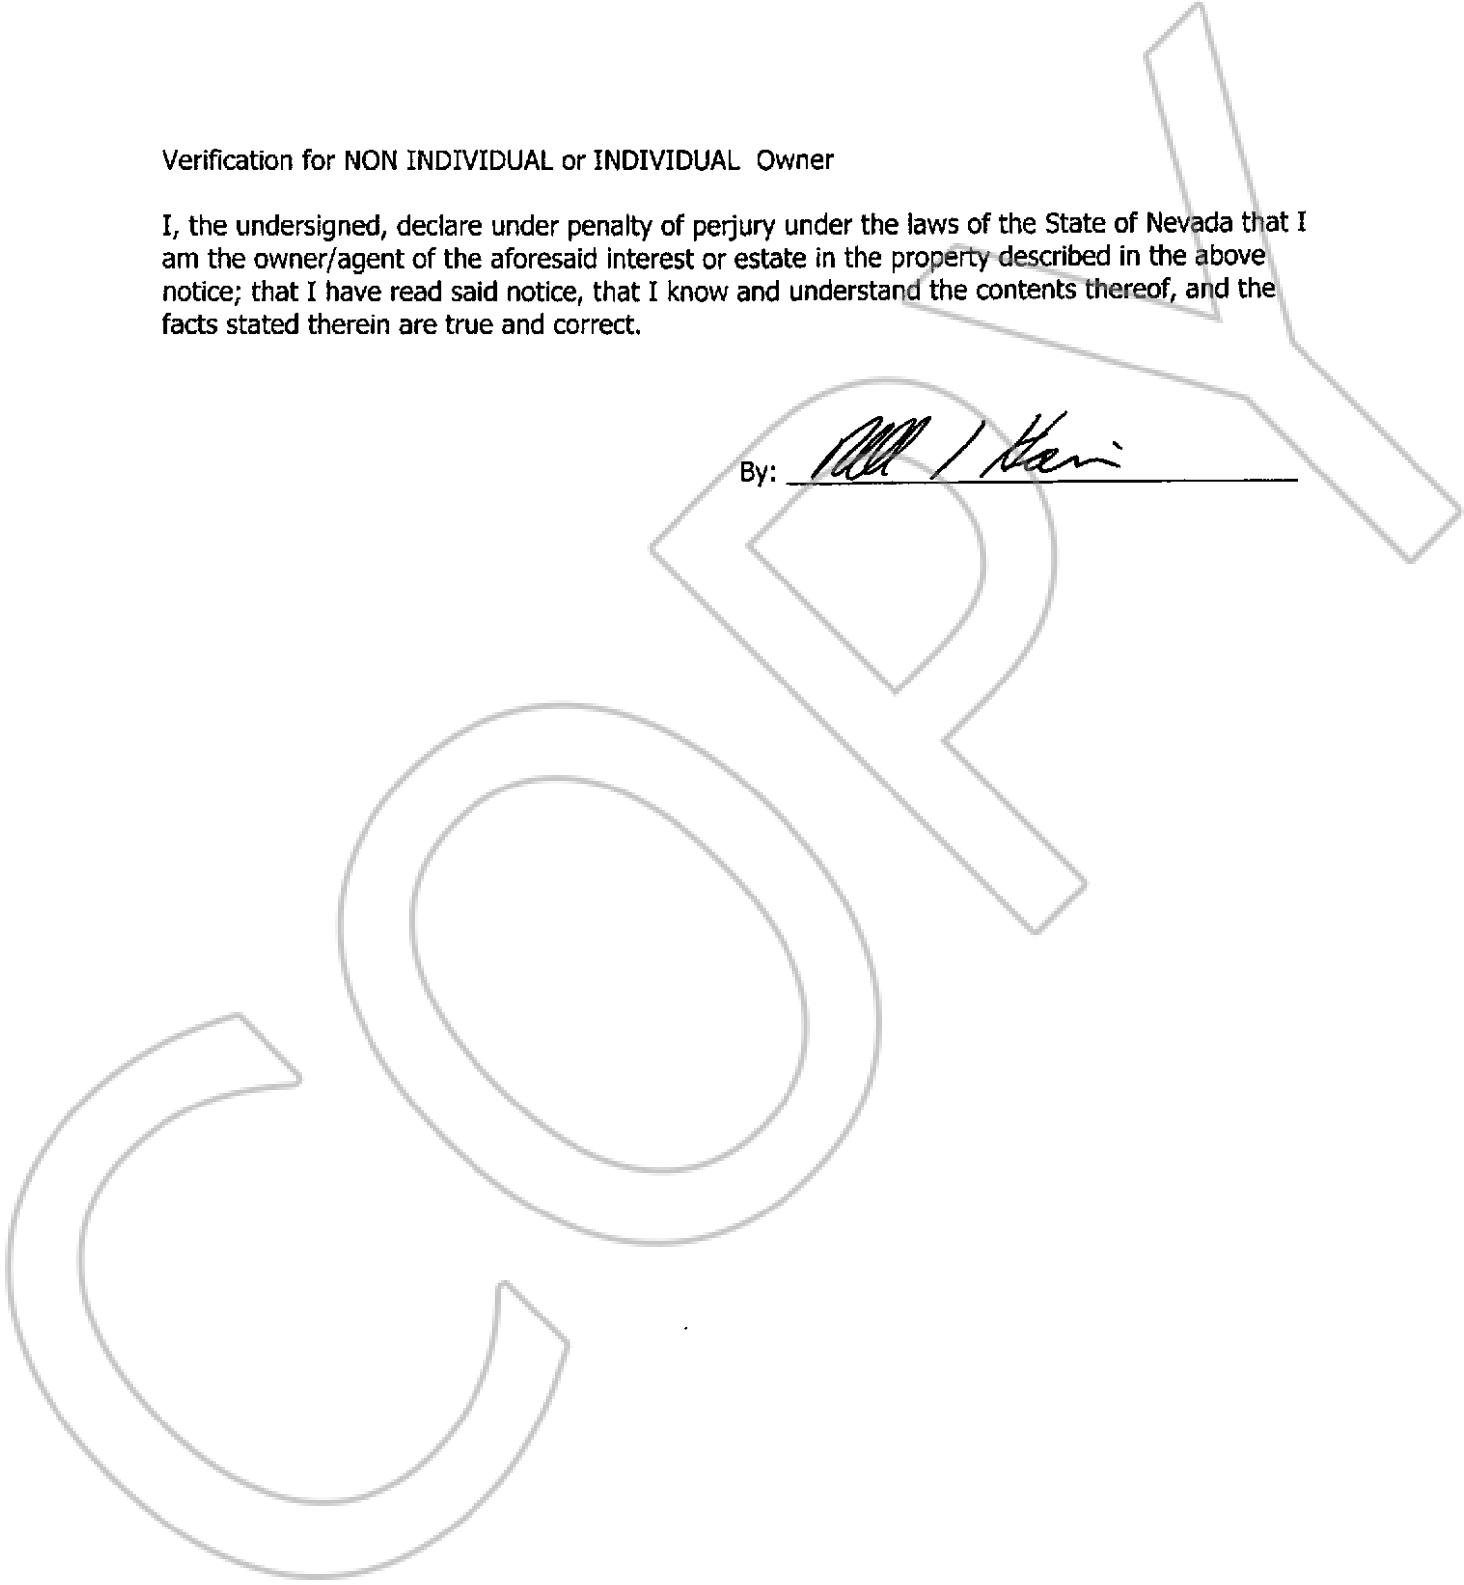 Verification for NON INDIVIDUAL or INDIVIDUAL  Owner
I, the undersigned, declare under penalty of perjury under the laws of the State of Nevada that I
am the owner/agent of the aforesaid interest or estate in the property described in the above
notice; that I have read said notice, that I know and understand the contents thereof, and the
facts stated therein are true and correct.
By:
COPY